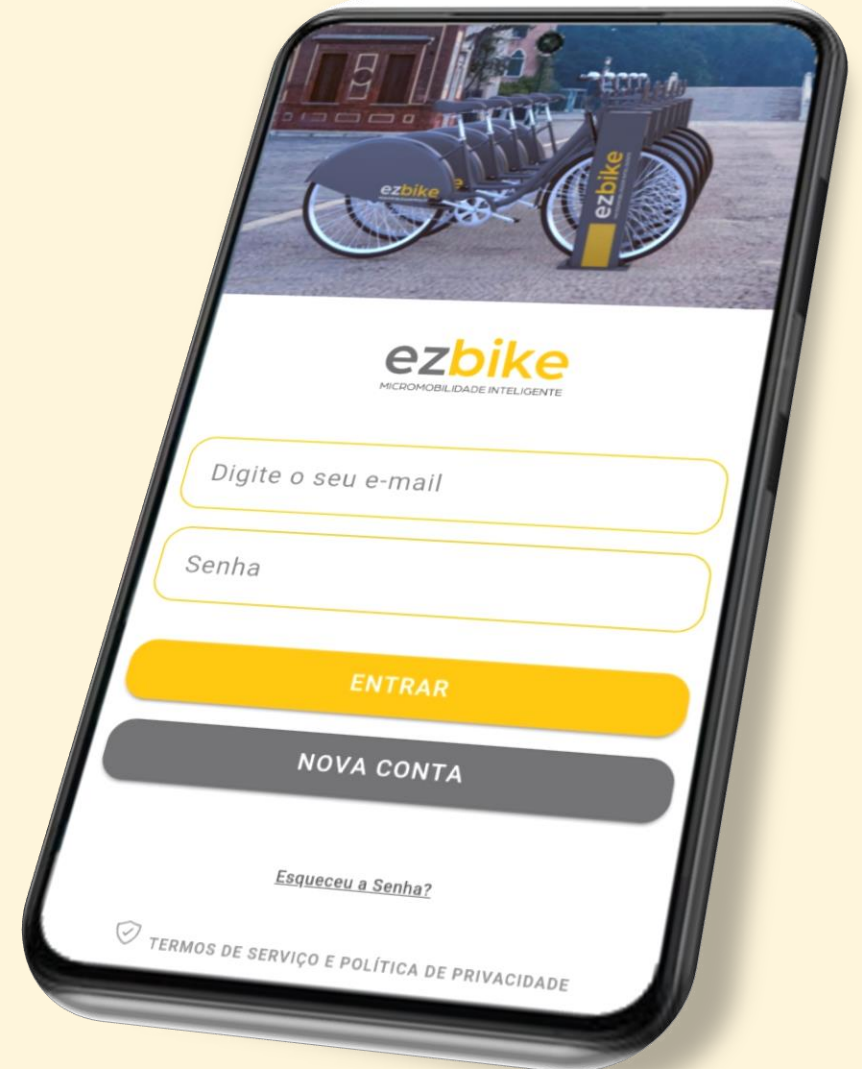 ezbike
ezbike
ezbike
MICROMOBILIDADE INTELIGENTE
Digite o seu e-mail
Senha
ENTRAR
NOVA CONTA
Esqueceu a Senha?
TERMOS DE SERVIÇO E POLÍTICA DE PRIVACIDADE